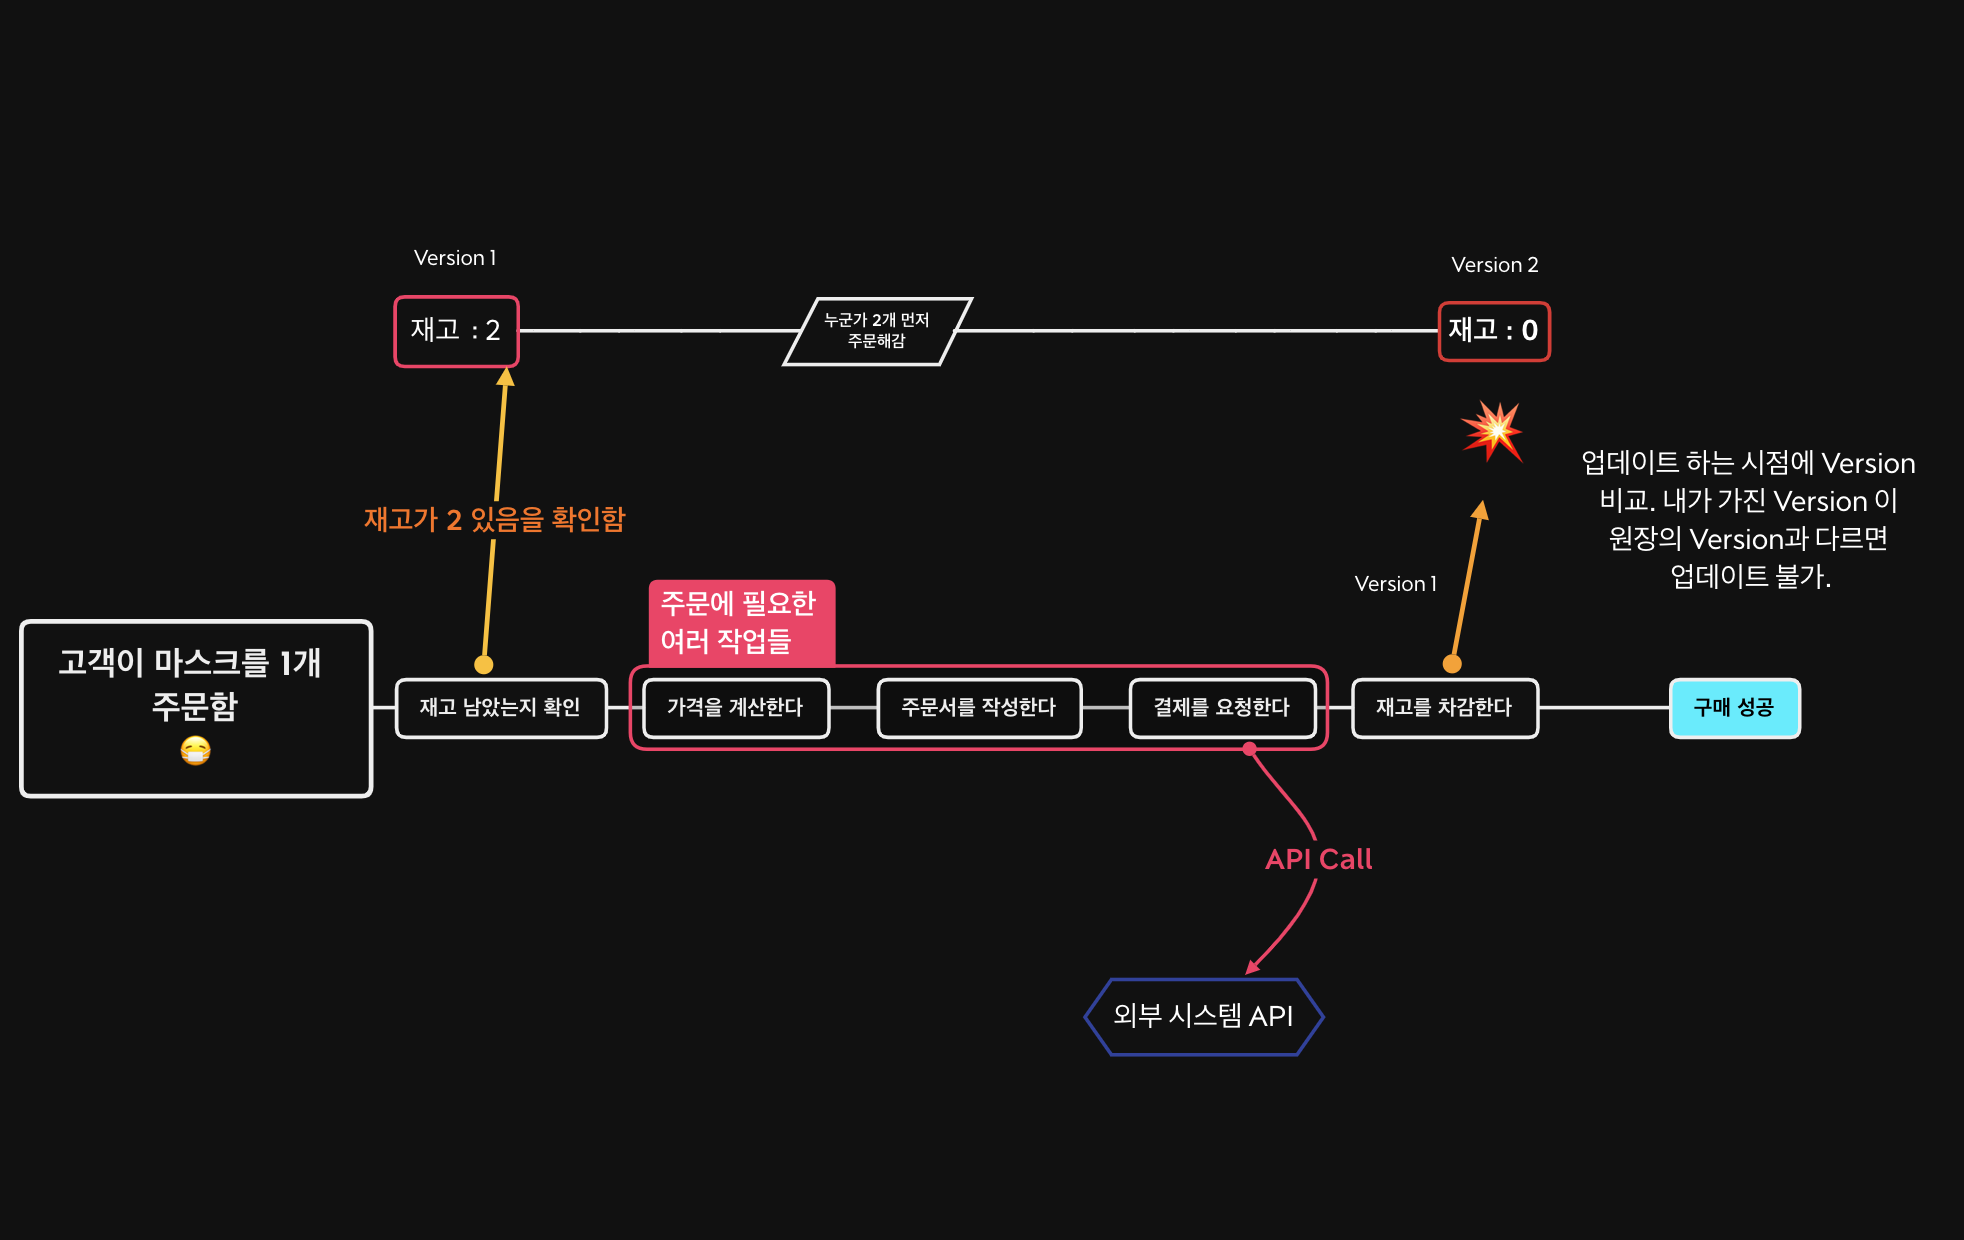 Version 1
Version 2
재고 : 2
누군가 2개 먼저
주문해감
재고 : 0
업데이트 하는 시점에 Version
비교. 내가 가진 Version 이
원장의 Version과 다르면
업데이트 불가.
재고가 2 있음을 확인함
Version 1
주문에 필요한
여러 작업들
고객이 마스크를 1개
주문함
재고 남았는지 확인
가격을 계산한다
주문서를 작성한다
결제를 요청한다
재고를 차감한다
구매 성공
API Call
외부 시스템 API